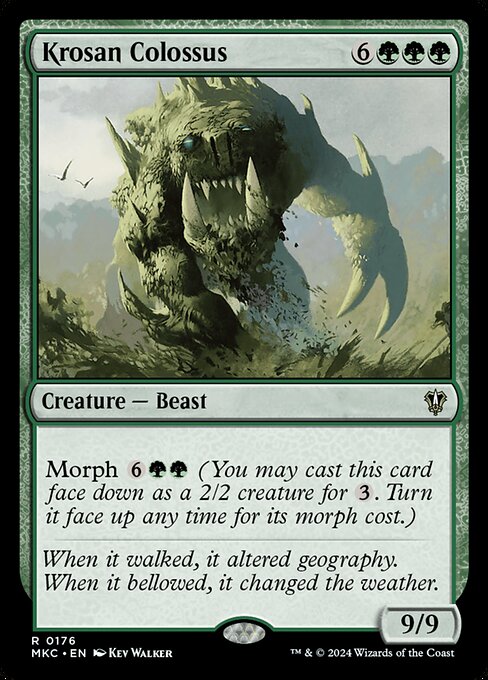 Krosan Colossus 6
Creature — Beast
Morph 6 (You may cast this card
face down as a 2/2 creature for 3. Turn
it face up any time for its morph cost.)
When it walked, it altered geography.
When it bellowed, it changed the weather.
9/9
R 0176
MKC • EN Kev Walker
™ & © 2024 Wizards of the Coast